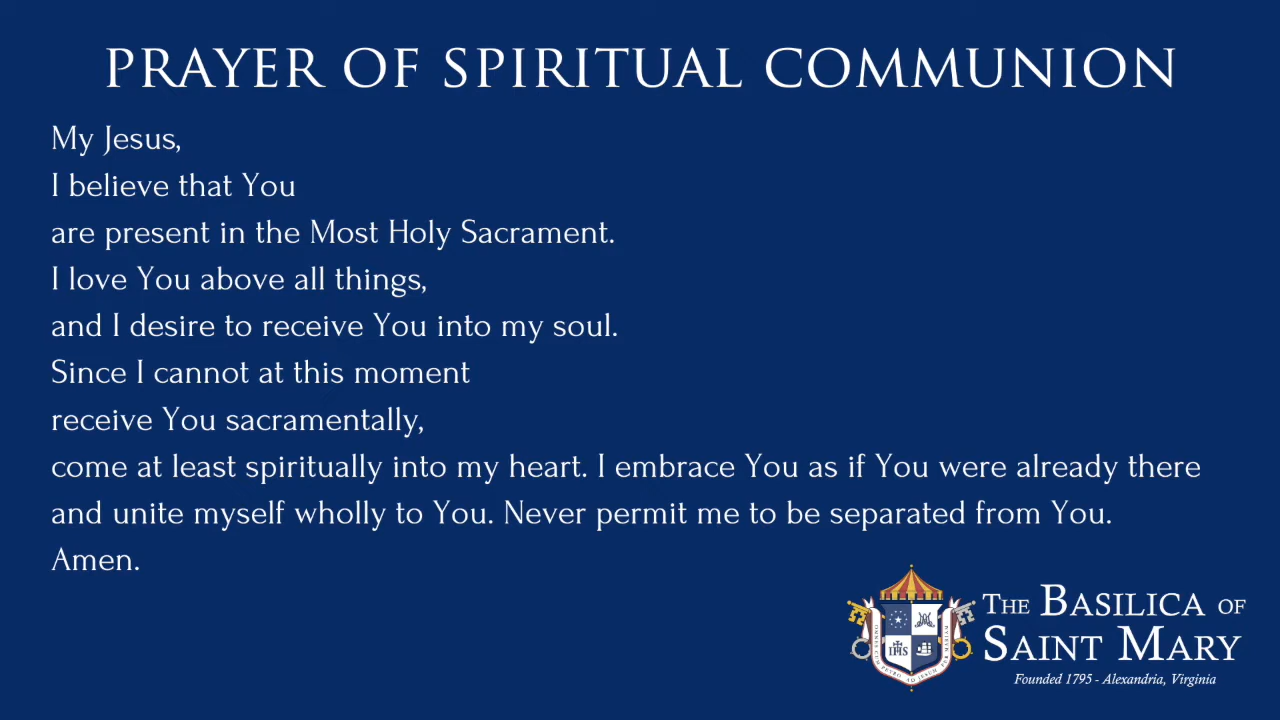 PRAYER OF SPIRITUAL COMMUNION
My Jesus,
I believe that You
are present in the Most Holy Sacrament.
I love You above all things,
and I desire to receive You into my soul.
Since I cannot at this moment
receive You sacramentally,
come at least spiritually into my heart. I embrace You as if You were already there
and unite myself wholly to You. Never permit me to be separated from You.
Amen.
THE BASILICA OF
SAINT MARY
Founded 1795 - Alexandria, Virginia
IHS